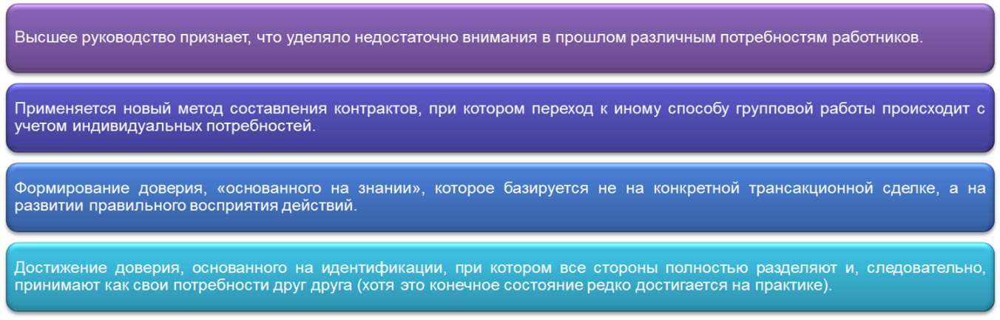 Высшее руководство признает, что уделяло недостаточно внимания в прошлом различным потребностям работников.
Применяется новый метод составления контрактов, при котором переход к иному способу групповой работы происходит с
учетом индивидуальных потребностей.
Формирование доверия, «основанного на знании», которое базируется не на конкретной трансакционной сделке, а на
развитии правильного восприятия действий.
Достижение доверия, основанного на идентификации, при котором все стороны полностью разделяют и, следовательно,
принимают как свои потребности друг друга (хотя это конечное состояние редко достигается на практике).